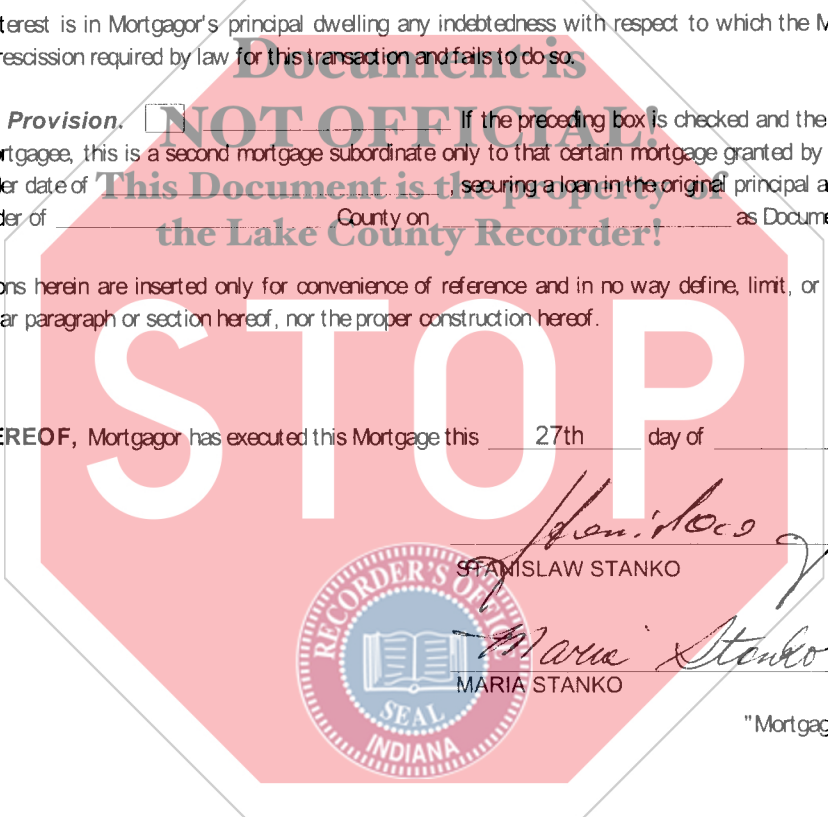 terest is in Mortgagor's principal dwelling any indebtedness with respect to which the M
rescission required by law for this transaction and fails to do so.
Document is
Provision. If the preceding box is checked and the
NOT OFFICIAL!
rtgagee, this is a second mortgage subordinate only to that certain mortgage granted by
er date of , securing a loan in the original principal a
This Document is the property of
der of County on as Docume
the Lake County Recorder!
ons herein are inserted only for convenience of reference and in no way define, limit, or
ar paragraph or section hereof, nor the proper construction hereof.
STOP
EREOF, Mortgagor has executed this Mortgage this 27th day of
Stanislaw
STANISLAW STANKO
Maria Stanko
MARIA STANKO
"Mortgag
RECORDER'S OFFICE
SEAL
INDIANA